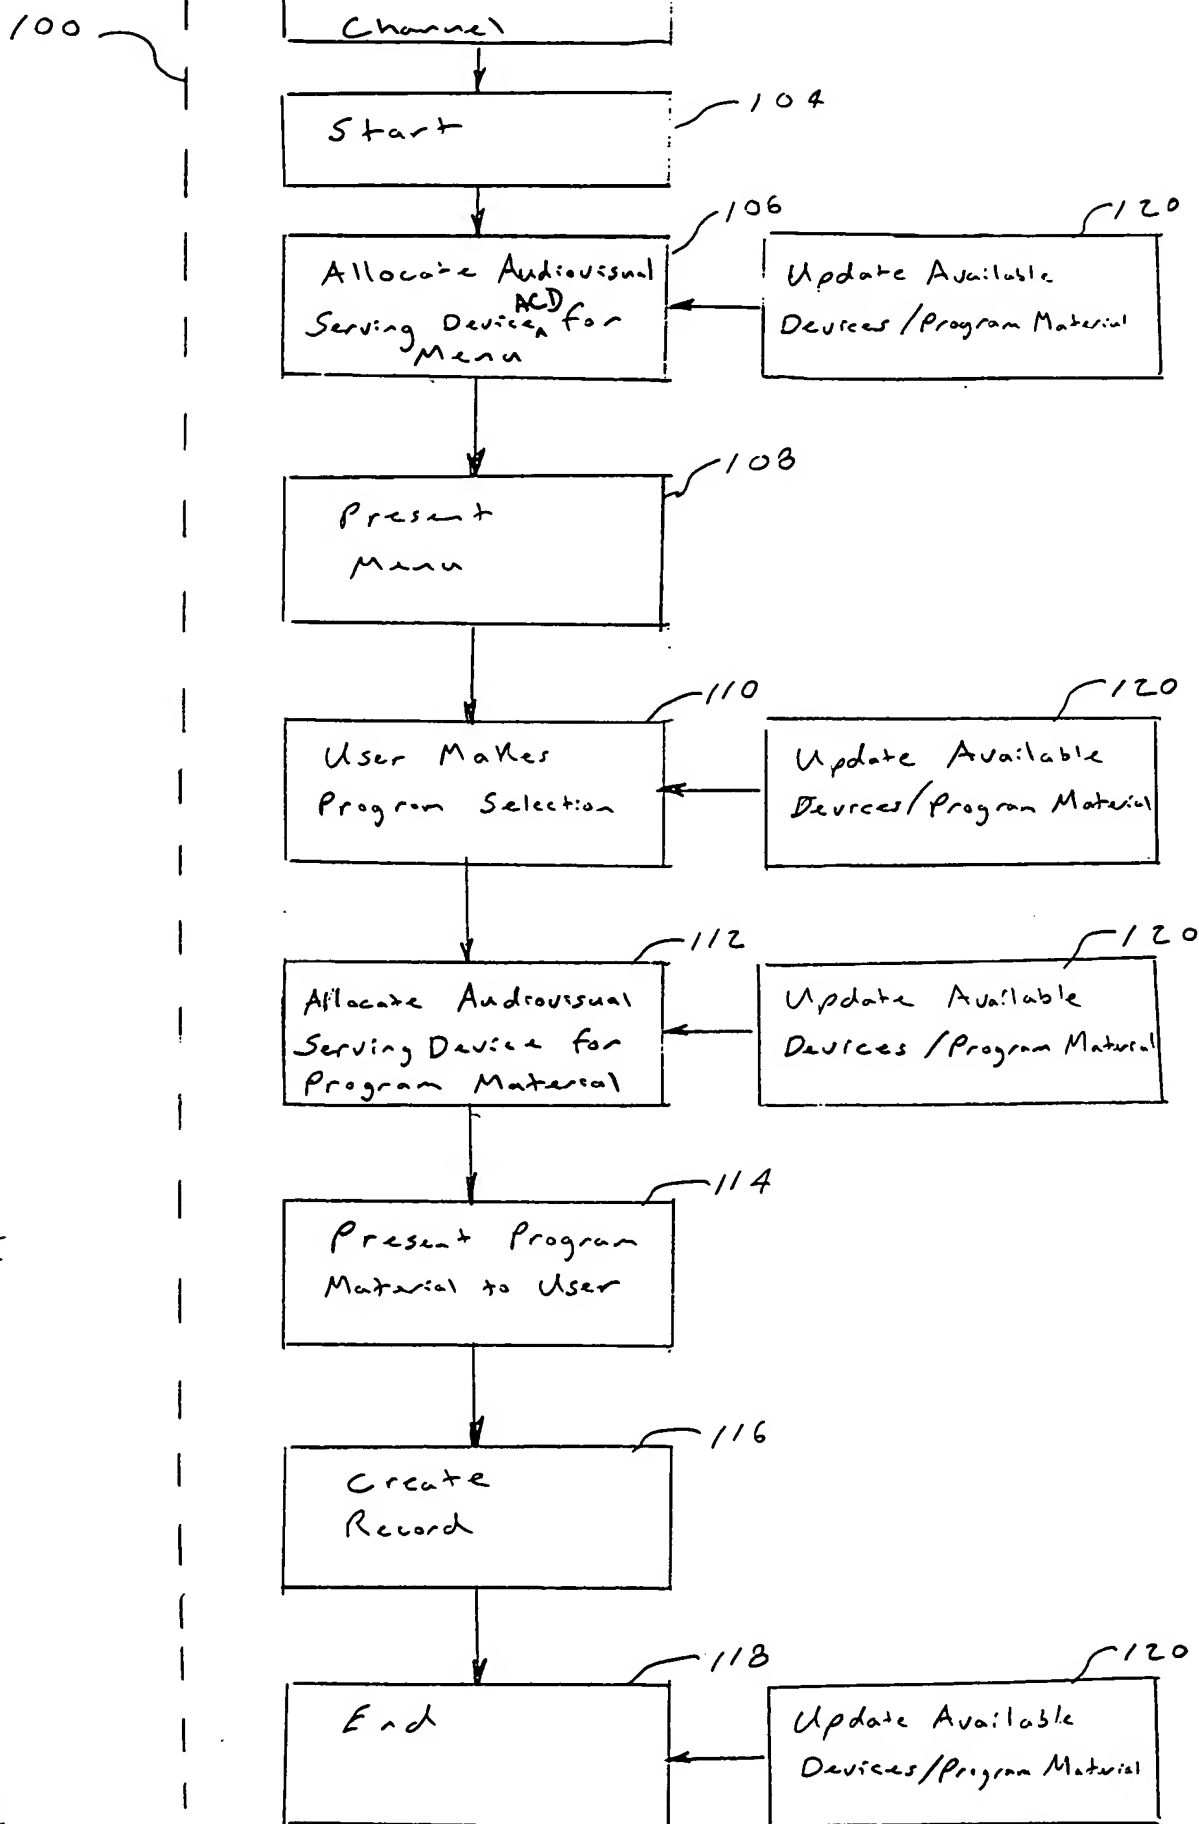 100
Channel
104
Start
106
120
Allocate Audiovisual
ACD
Serving Device^ for
Menu
Update Available
Devices/Program Material
108
Present
Menu
110
120
User Makes
Program Selection
Update Available
Devices/Program Material
112
120
Allocate Audiovisual
Serving Device for
Program Material
Update Available
Devices/Program Material
114
Present Program
Material to User
116
Create
Record
118
120
End
Update Available
Devices/Program Material